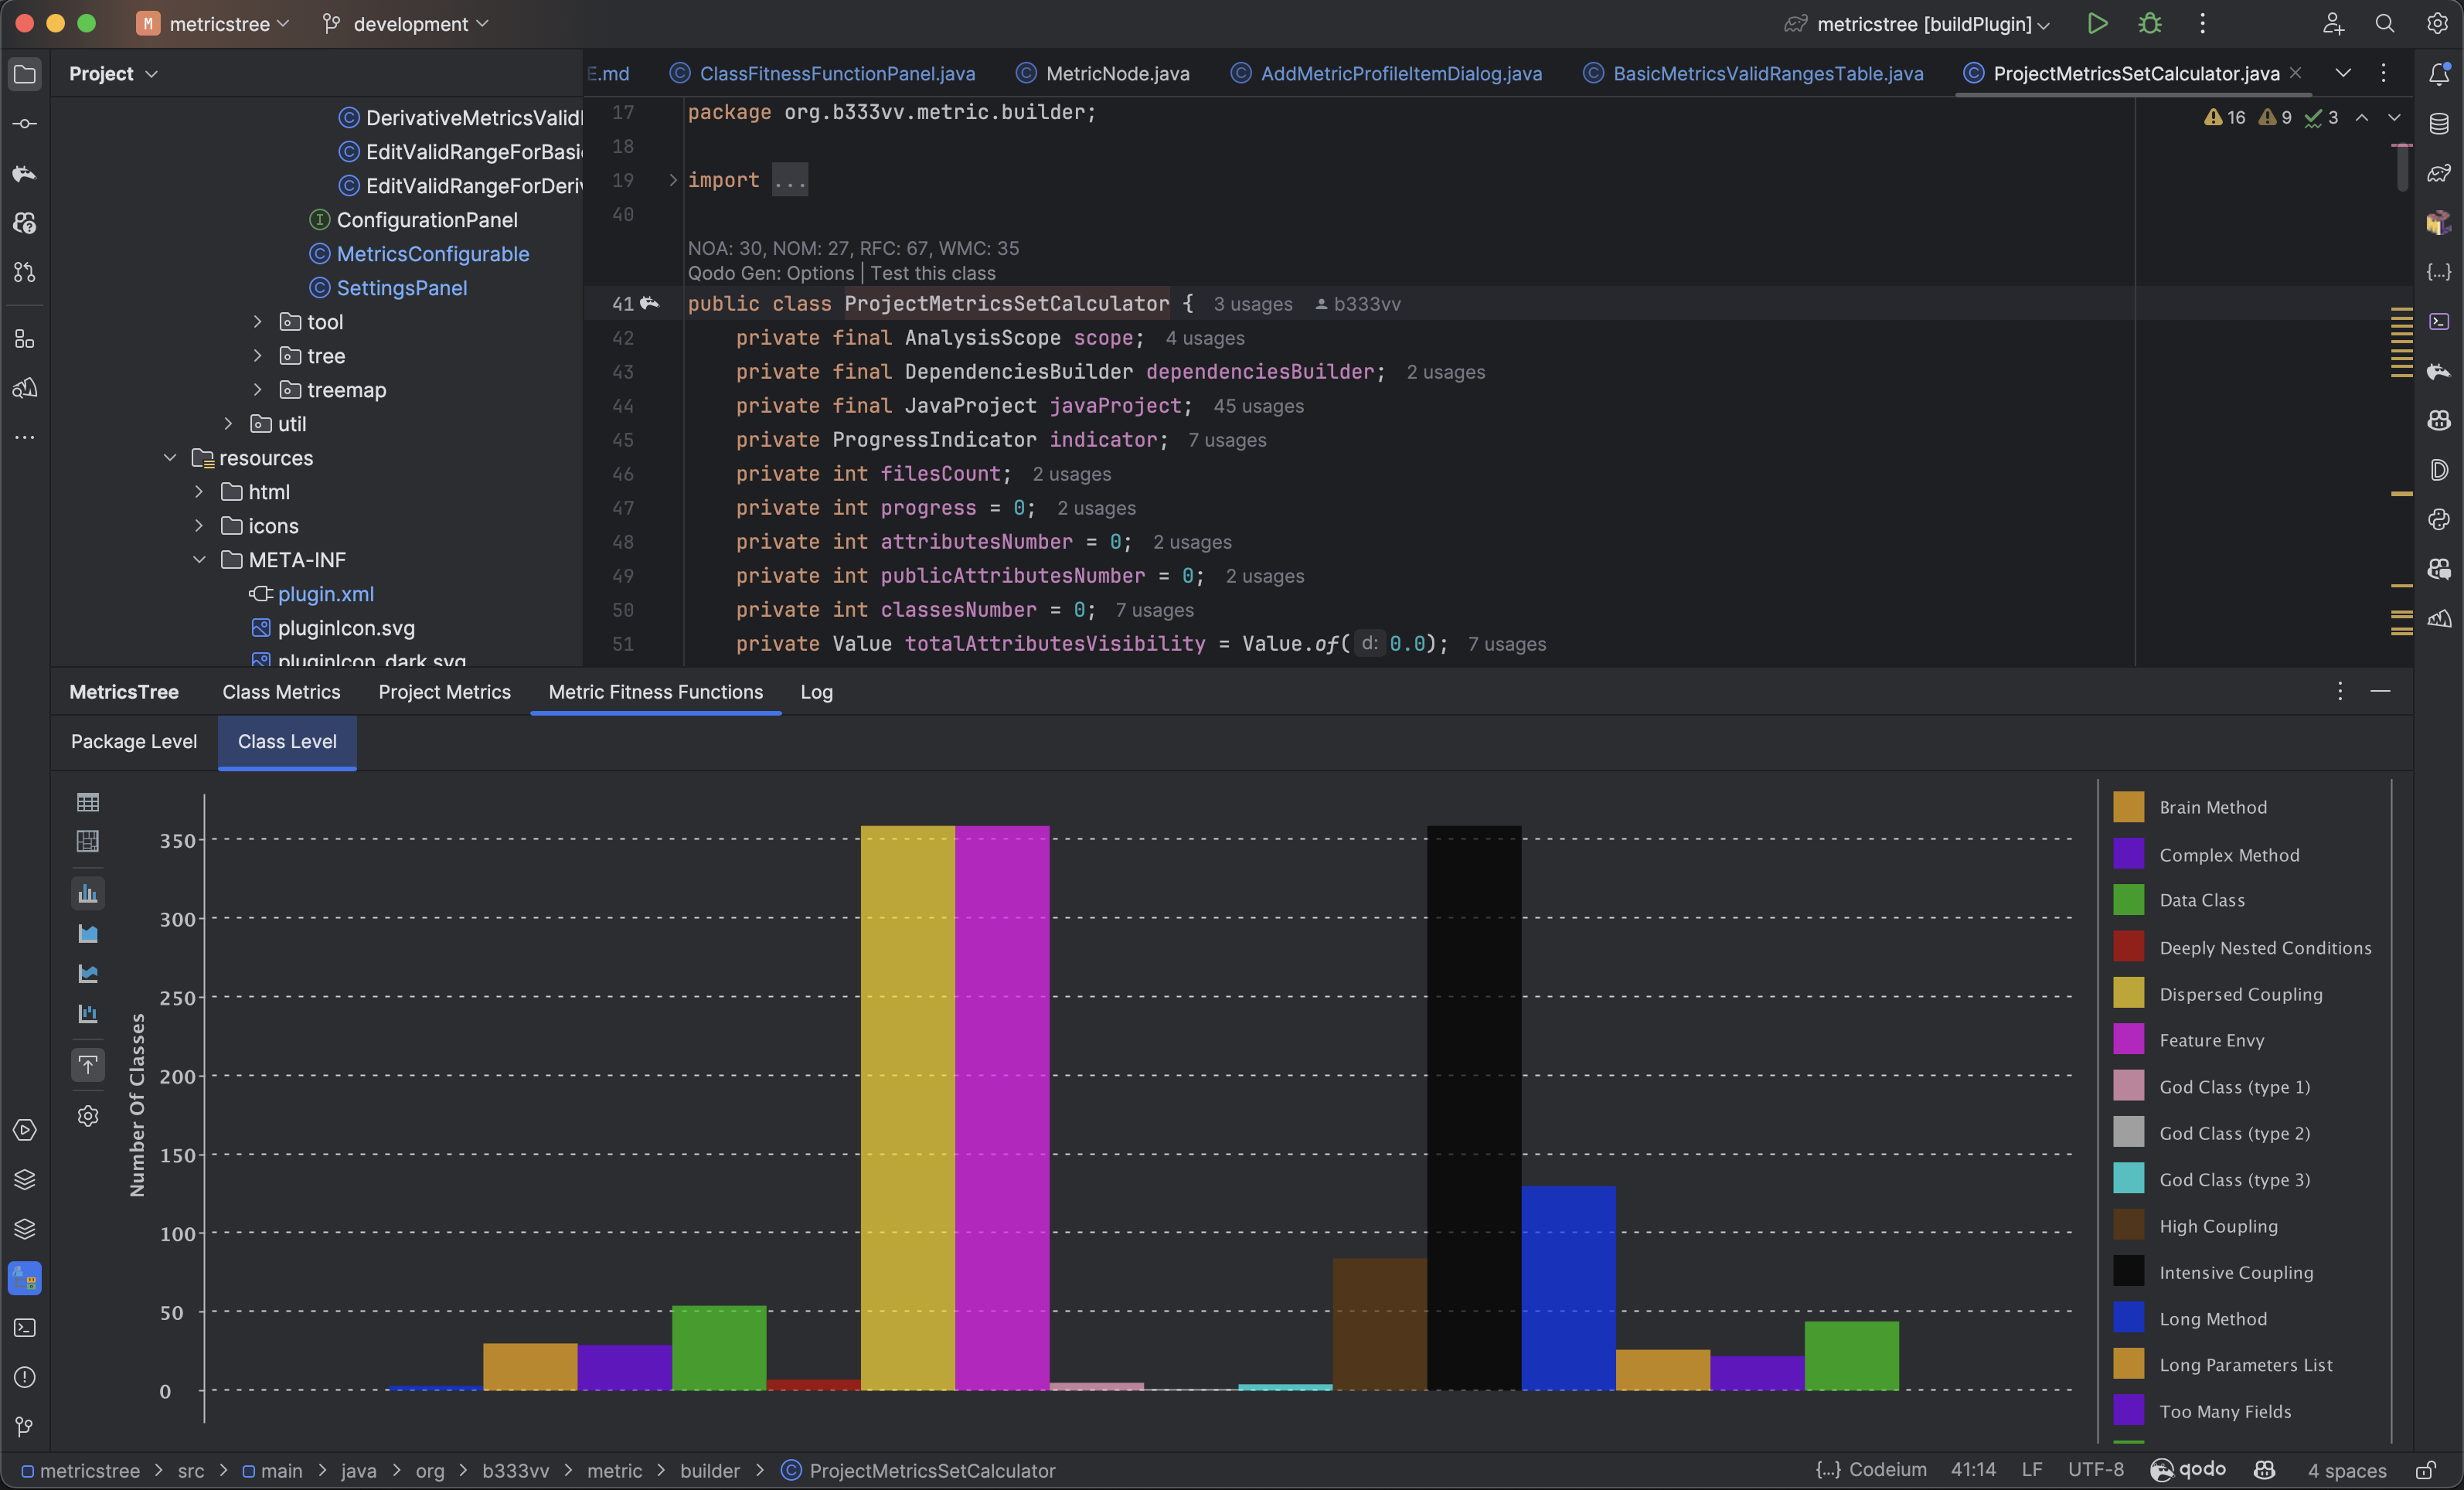 M metricstree development metricstree [buildPlugin]
Project
DerivativeMetricsValid
EditValidRangeForBasi
EditValidRangeForDeriv
ConfigurationPanel
MetricsConfigurable
SettingsPanel
tool
tree
treemap
util
resources
html
icons
META-INF
plugin.xml
pluginIcon.svg
pluginIcon_dark.svg
E.md ClassFitnessFunctionPanel.java MetricNode.java AddMetricProfileItemDialog.java BasicMetricsValidRangesTable.java ProjectMetricsSetCalculator.java
16 9 3
17 package org.b333vv.metric.builder;
18
19 import ...
40
NOA: 30, NOM: 27, RFC: 67, WMC: 35
Qodo Gen: Options | Test this class
41 public class ProjectMetricsSetCalculator { 3 usages b333vv
42 private final AnalysisScope scope; 4 usages
43 private final DependenciesBuilder dependenciesBuilder; 2 usages
44 private final JavaProject javaProject; 45 usages
45 private ProgressIndicator indicator; 7 usages
46 private int filesCount; 2 usages
47 private int progress = 0; 2 usages
48 private int attributesNumber = 0; 2 usages
49 private int publicAttributesNumber = 0; 2 usages
50 private int classesNumber = 0; 7 usages
51 private Value totalAttributesVisibility = Value.of( d: 0.0); 7 usages
MetricsTree Class Metrics Project Metrics Metric Fitness Functions Log
Package Level Class Level
Number Of Classes
350
300
250
200
150
100
50
0
Brain Method
Complex Method
Data Class
Deeply Nested Conditions
Dispersed Coupling
Feature Envy
God Class (type 1)
God Class (type 2)
God Class (type 3)
High Coupling
Intensive Coupling
Long Method
Long Parameters List
Too Many Fields
metricstree > src > main > java > org > b333vv > metric > builder > ProjectMetricsSetCalculator
{...} Codeium 41:14 LF UTF-8 qodo 4 spaces